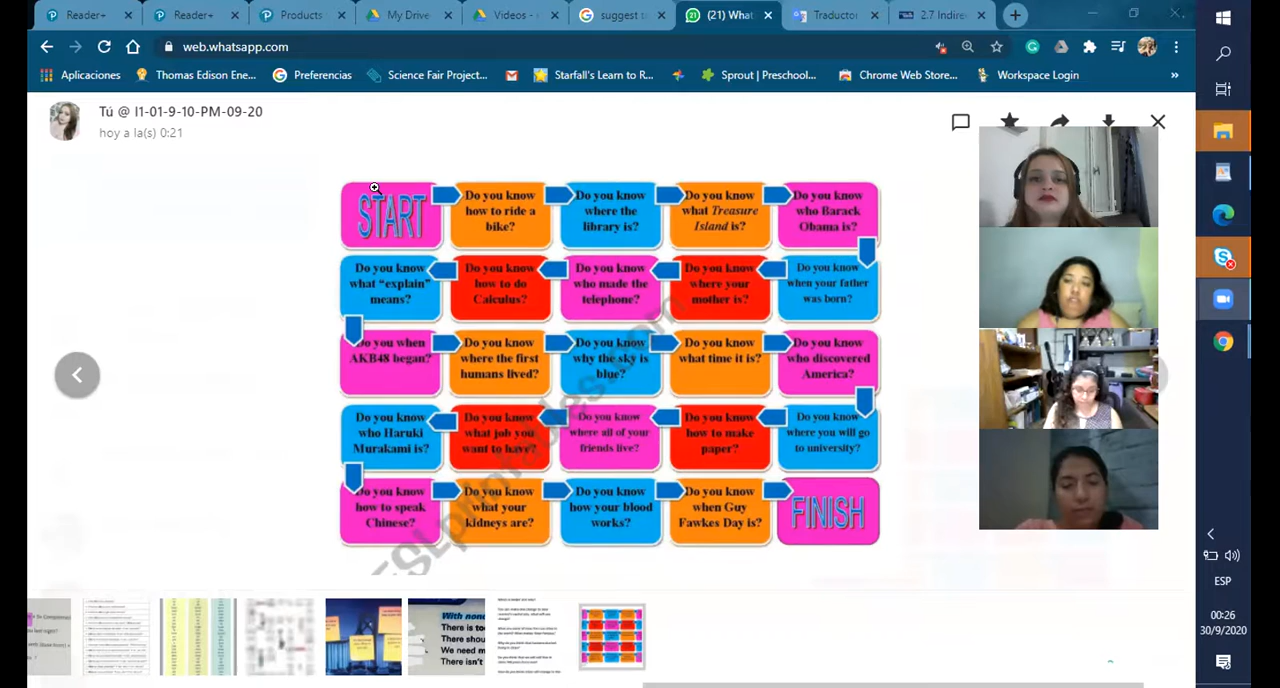 Reader+
Reader+
Products
My Drive
Videos -
suggest t
(21) What
Traductor
2.7 Indire
web.whatsapp.com
Aplicaciones
Thomas Edison Ene...
Preferencias
Science Fair Project...
Starfall's Learn to R...
Sprout | Preschool...
Chrome Web Store...
Workspace Login
»
Tú @ I1-01-9-10-PM-09-20
hoy a la(s) 0:21
START
Do you know
how to ride a
bike?
Do you know
where the
library is?
Do you know
what Treasure
Island is?
Do you know
who Barack
Obama is?
Do you know
what “explain”
means?
Do you know
how to do
Calculus?
Do you know
who made the
telephone?
Do you know
where your
mother is?
Do you know
when your father
was born?
Do you when
AKB48 began?
Do you know
where the first
humans lived?
Do you know
why the sky is
blue?
Do you know
what time it is?
Do you know
who discovered
America?
Do you know
who Haruki
Murakami is?
Do you know
what job you
want to have?
Do you know
where all of your
friends live?
Do you know
how to make
paper?
Do you know
where you will go
to university?
Do you know
how to speak
Chinese?
Do you know
what your
kidneys are?
Do you know
how your blood
works?
Do you know
when Guy
Fawkes Day is?
FINISH
ESLprintables.com
With nan
There is to
There shou
We need m
There isn't
ESP
00:26
30/9/2020